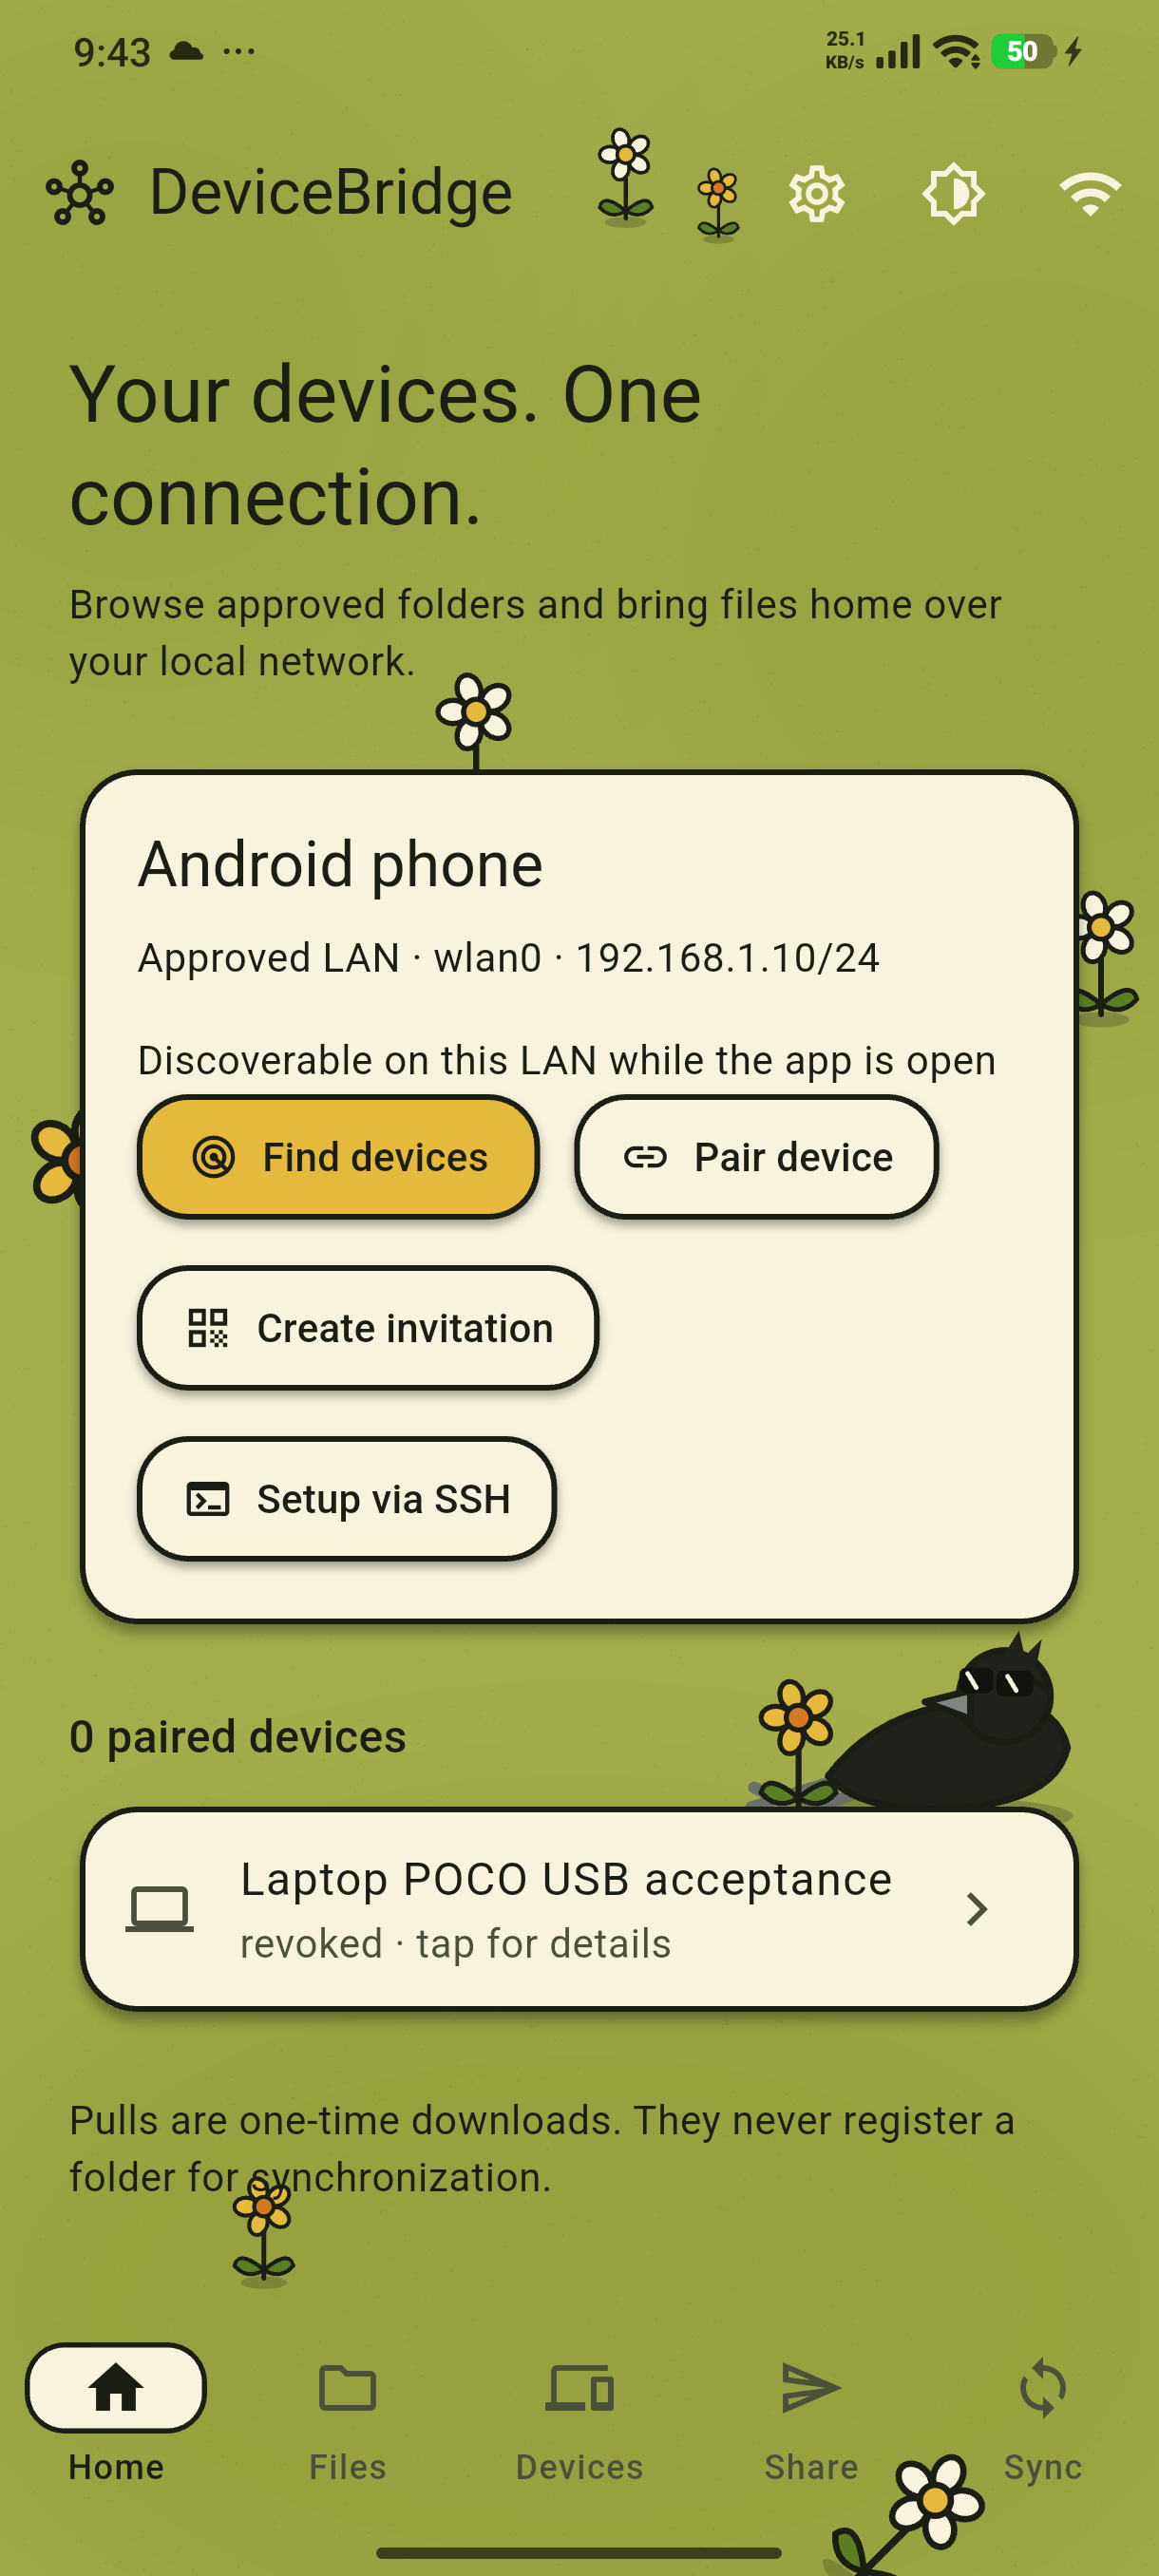 9:43
25.1
KB/s
50
DeviceBridge
Your devices. One
connection.
Browse approved folders and bring files home over
your local network.
Android phone
Approved LAN · wlan0 · 192.168.1.10/24
Discoverable on this LAN while the app is open
Find devices
Pair device
Create invitation
Setup via SSH
0 paired devices
Laptop POCO USB acceptance
revoked · tap for details
Pulls are one-time downloads. They never register a
folder for synchronization.
Home
Files
Devices
Share
Sync